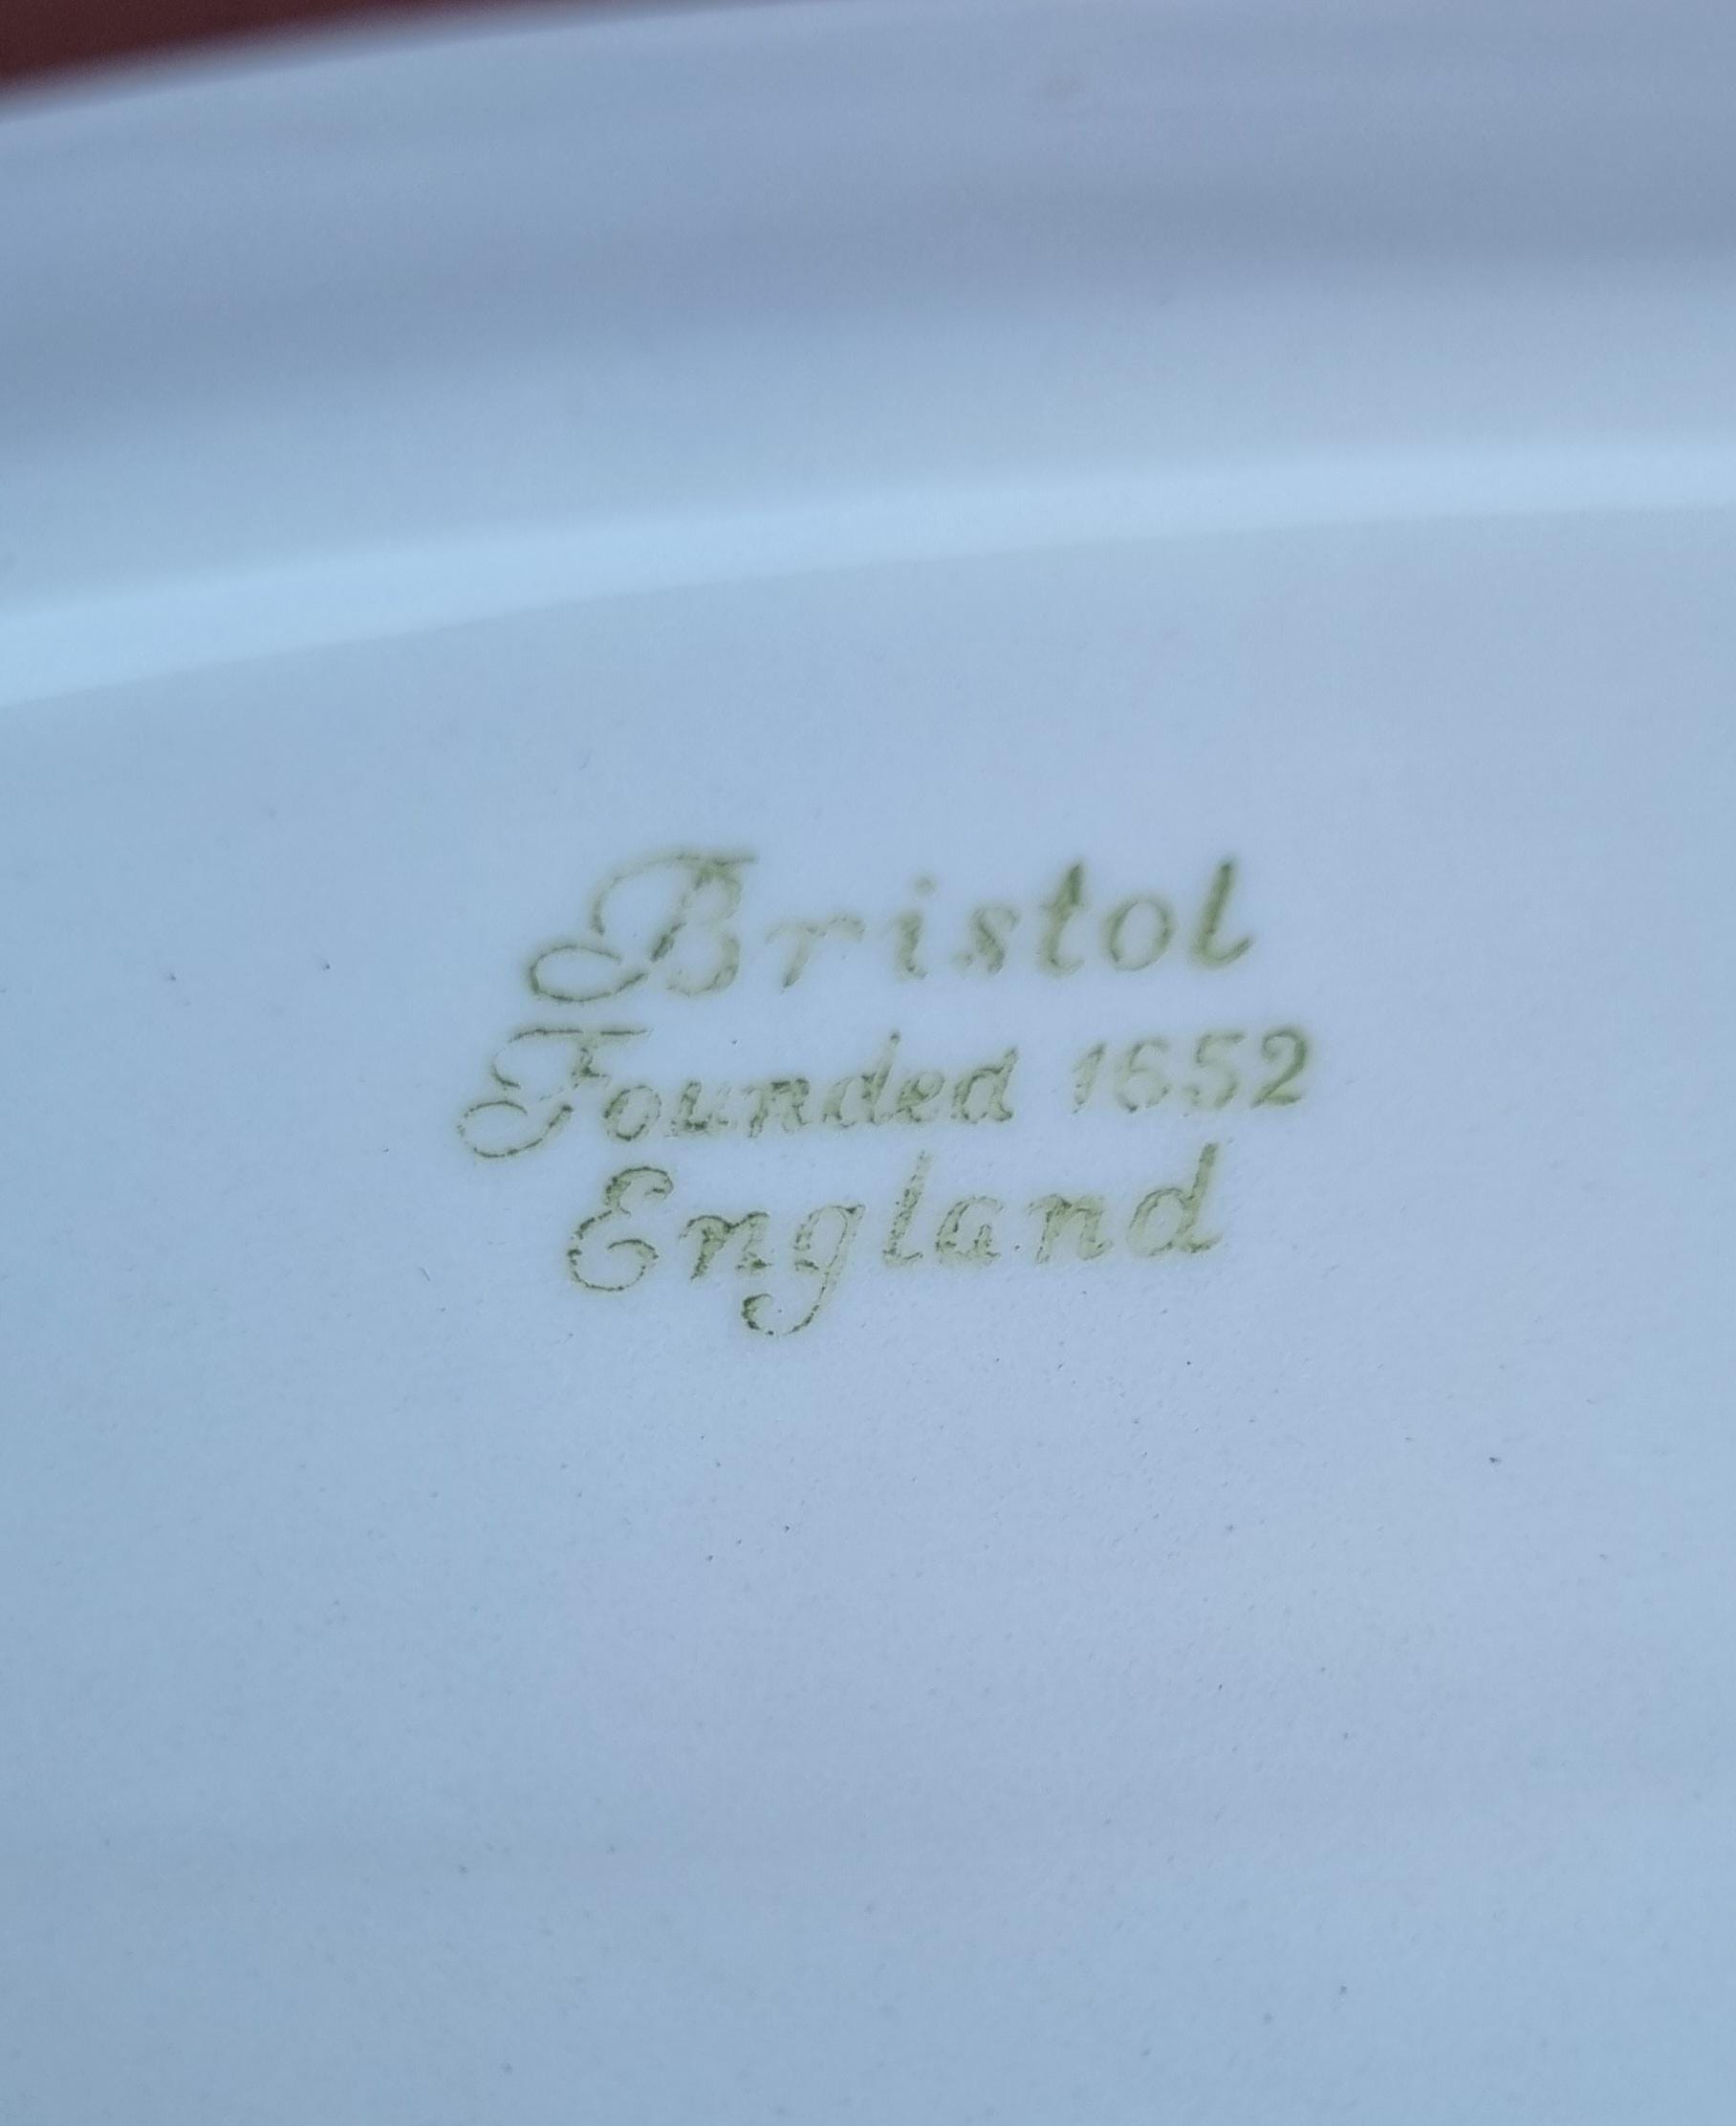 Bristol
Founded 1652
England